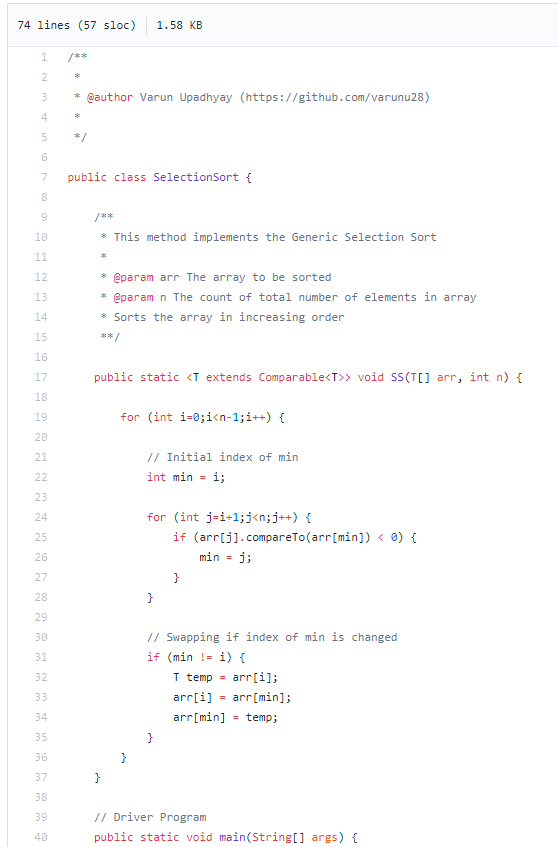 74 lines (57 sloc) 1.58 KB
1 /**
2 *
3 * @author Varun Upadhyay (https://github.com/varunu28)
4 *
5 */
6
7 public class SelectionSort {
8
9 /**
10 * This method implements the Generic Selection Sort
11 *
12 * @param arr The array to be sorted
13 * @param n The count of total number of elements in array
14 * Sorts the array in increasing order
15 **/
16
17 public static <T extends Comparable<T>> void SS(T[] arr, int n) {
18
19 for (int i=0;i<n-1;i++) {
20
21 // Initial index of min
22 int min = i;
23
24 for (int j=i+1;j<n;j++) {
25 if (arr[j].compareTo(arr[min]) < 0) {
26 min = j;
27 }
28 }
29
30 // Swapping if index of min is changed
31 if (min != i) {
32 T temp = arr[i];
33 arr[i] = arr[min];
34 arr[min] = temp;
35 }
36 }
37 }
38
39 // Driver Program
40 public static void main(String[] args) {